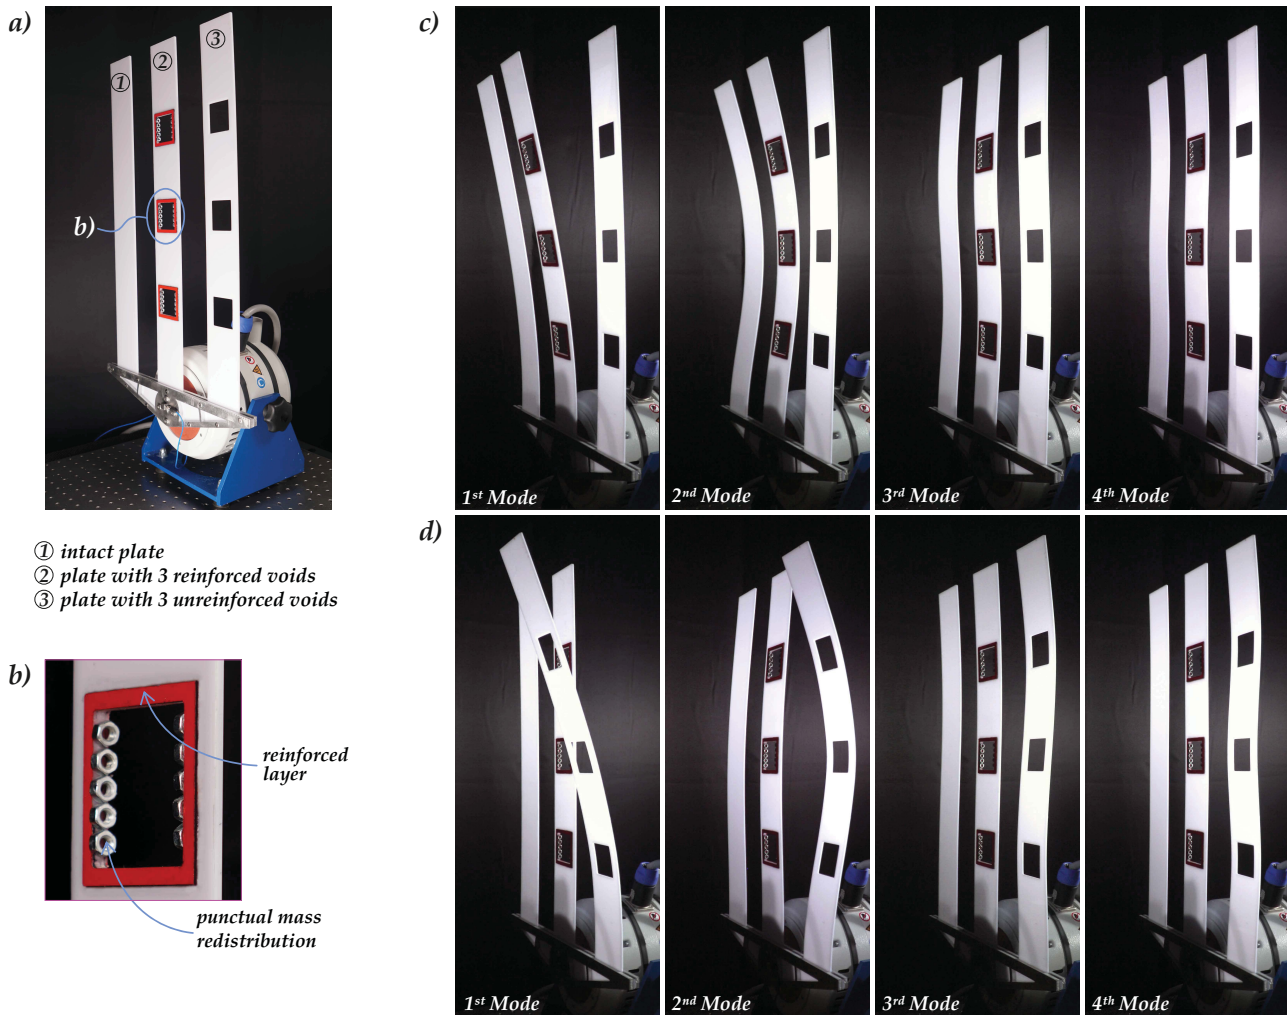 a)
①
②
③
b)
① intact plate
② plate with 3 reinforced voids
③ plate with 3 unreinforced voids
b)
reinforced
layer
punctual mass
redistribution
c)
1st Mode
2nd Mode
3rd Mode
4th Mode
d)
1st Mode
2nd Mode
3rd Mode
4th Mode